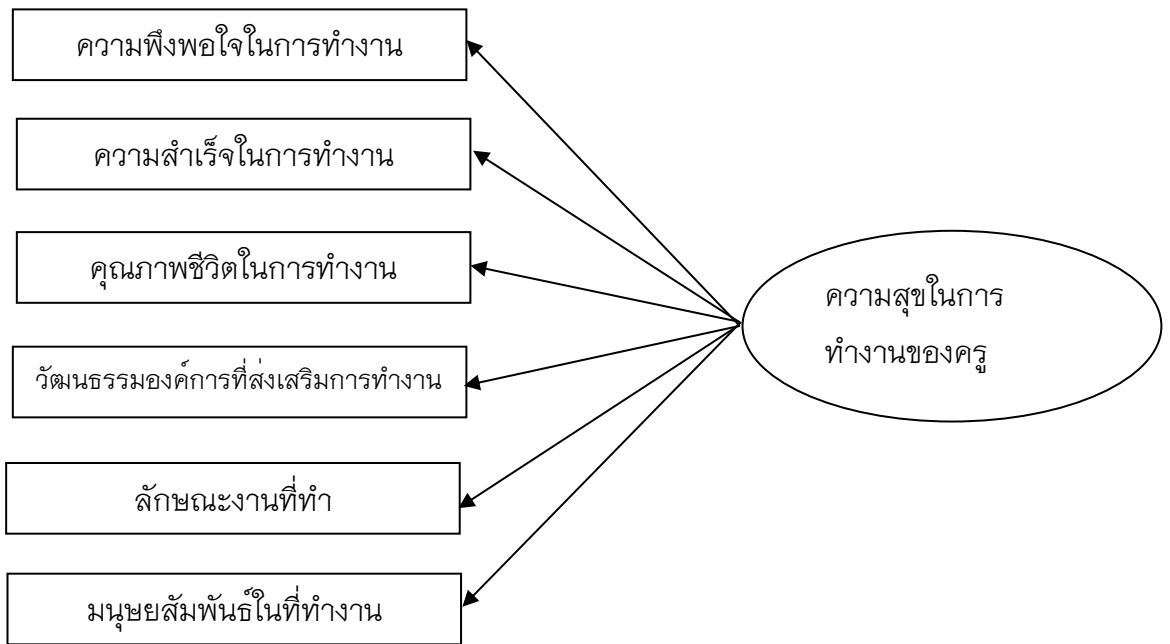 ความพึงพอใจในการทำงาน
ความสำเร็จในการทำงาน
คุณภาพชีวิตในการทำงาน
วัฒนธรรมองค์การที่ส่งเสริมการทำงาน
ลักษณะงานที่ทำ
มนุษยสัมพันธ์ในที่ทำงาน
ความสุขในการ
ทำงานของครู